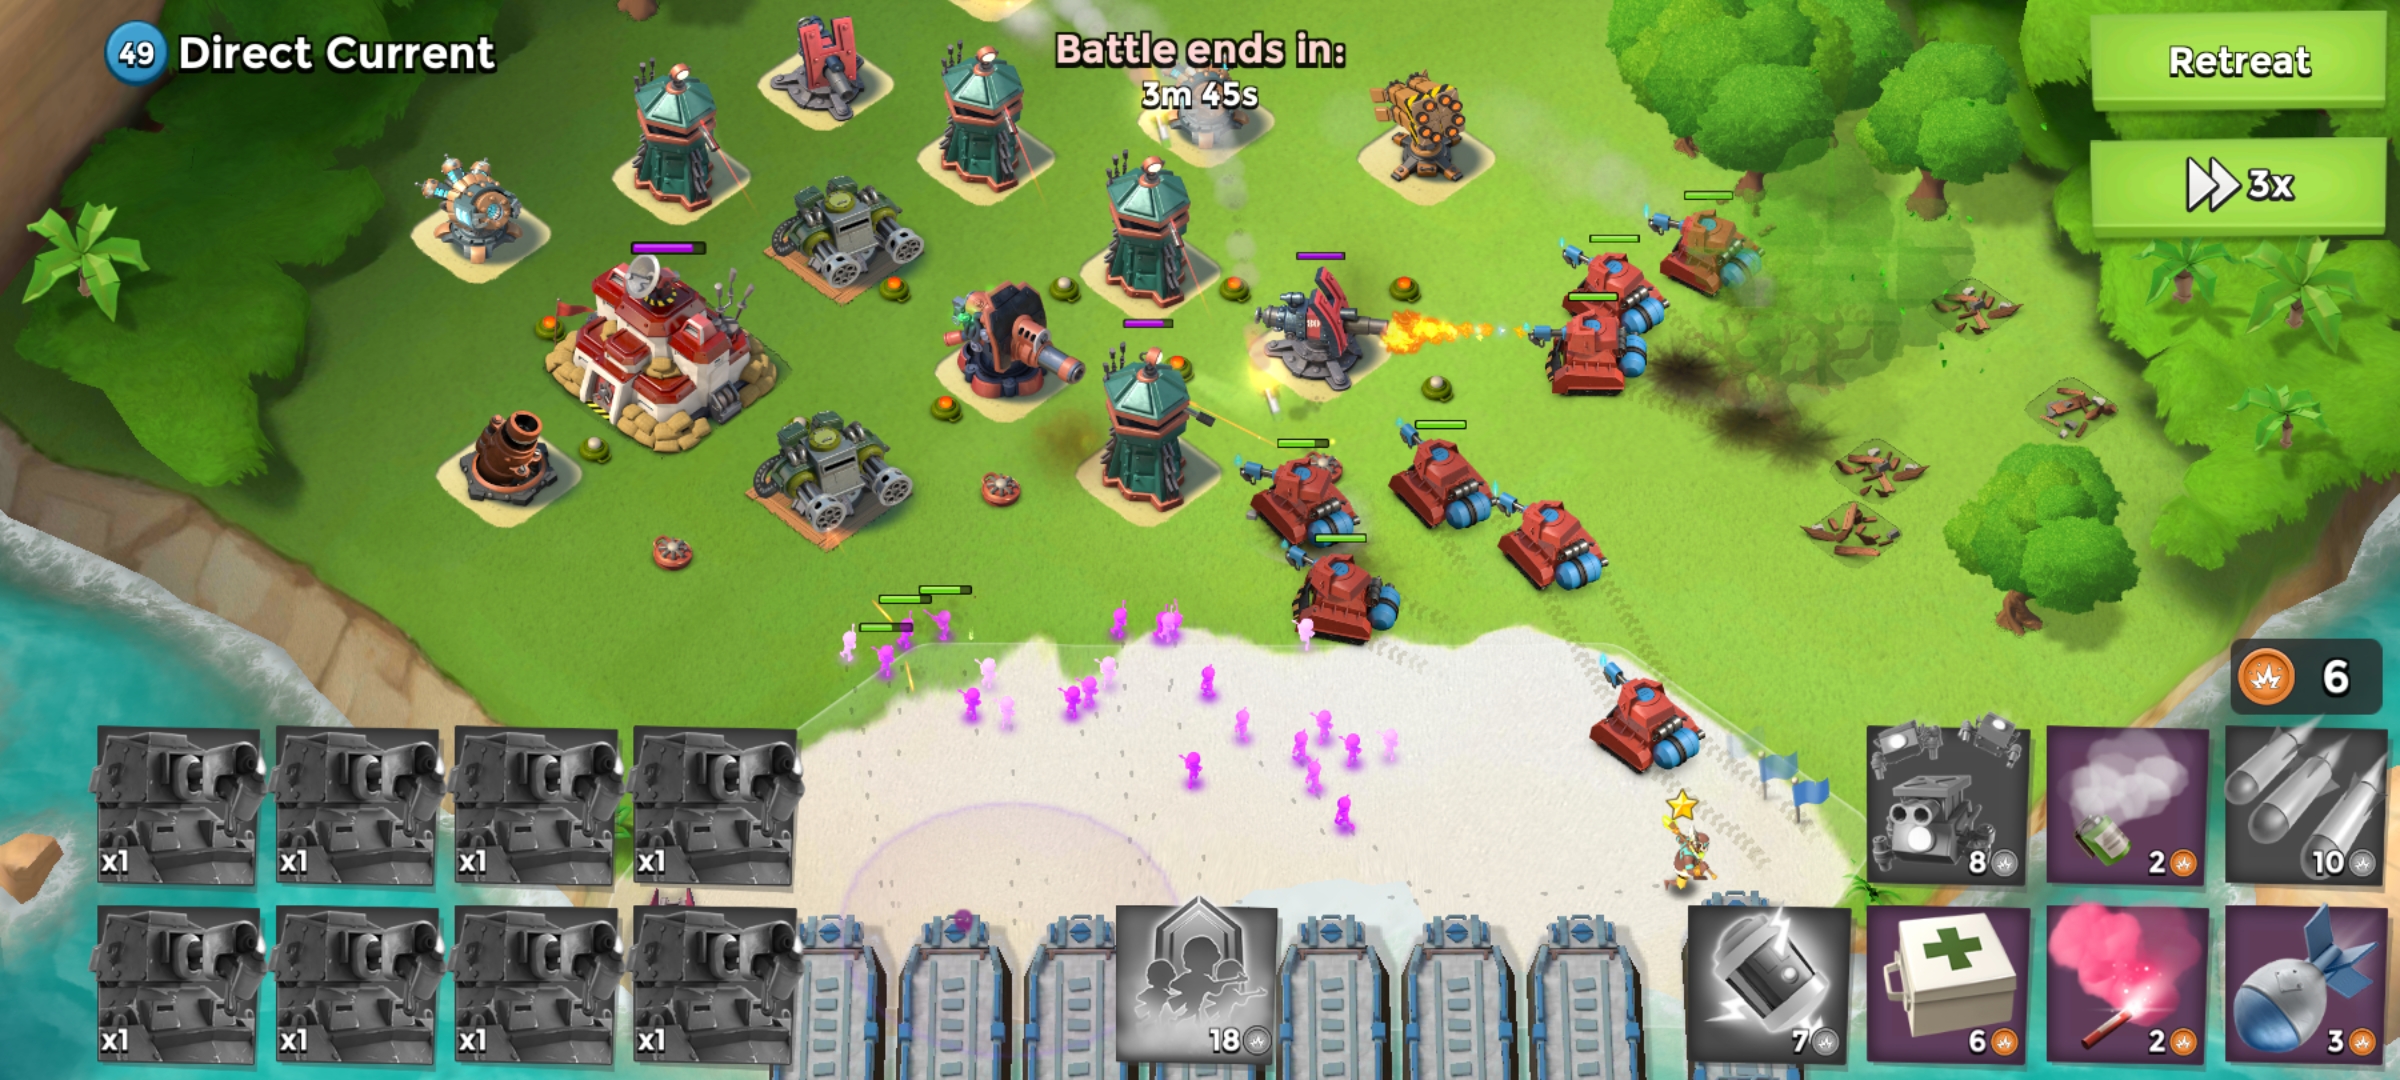 49 Direct Current
Battle ends in:
3m 45s
Retreat
3x
6
8
2
10
x1
x1
x1
x1
x1
x1
x1
x1
18
7
6
2
3